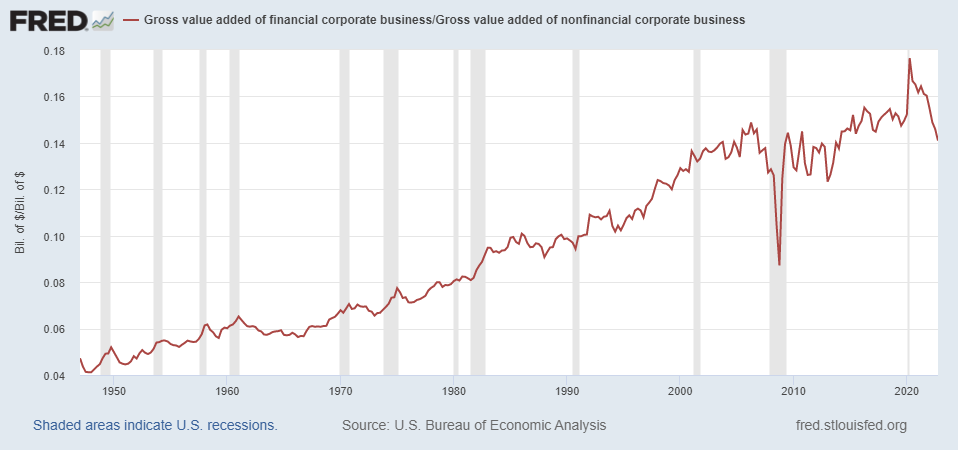 FRED
Gross value added of financial corporate business/Gross value added of nonfinancial corporate business
Bil. of $/Bil. of $
0.18
0.16
0.14
0.12
0.10
0.08
0.06
0.04
1950 1960 1970 1980 1990 2000 2010 2020
Shaded areas indicate U.S. recessions. Source: U.S. Bureau of Economic Analysis fred.stlouisfed.org